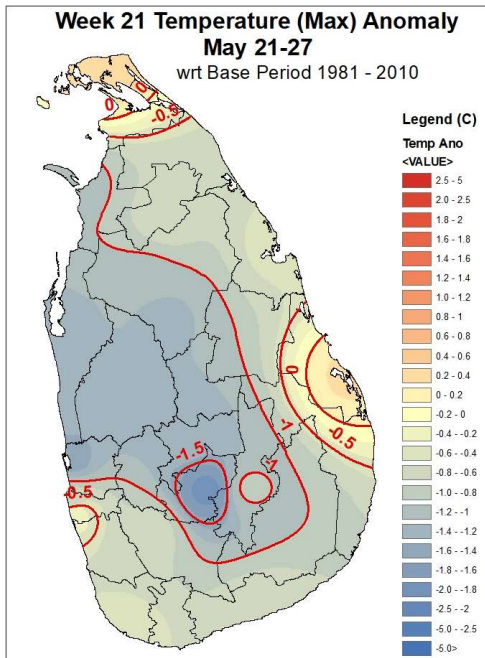 Week 21 Temperature (Max) Anomaly
May 21-27
wrt Base Period 1981 - 2010
0
0.1
-0.5
Legend (C)
Temp Ano
<VALUE>
2.5 - 5
2.0 - 2.5
1.8 - 2
1.6 - 1.8
1.4 - 1.6
1.2 - 1.4
1.0 - 1.2
0.8 - 1
0.6 - 0.8
0.4 - 0.6
0.2 - 0.4
0 - 0.2
-0.2 - 0
-0.4 - -0.2
-0.6 - -0.4
-0.8 - -0.6
-1.0 - -0.8
-1.2 - -1
-1.4 - -1.2
-1.6 - -1.4
-1.8 - -1.6
-2.0 - -1.8
-2.5 - -2
-5.0 - -2.5
-5.0>
0
-0.5
-1
-1.5
-1
-0.5